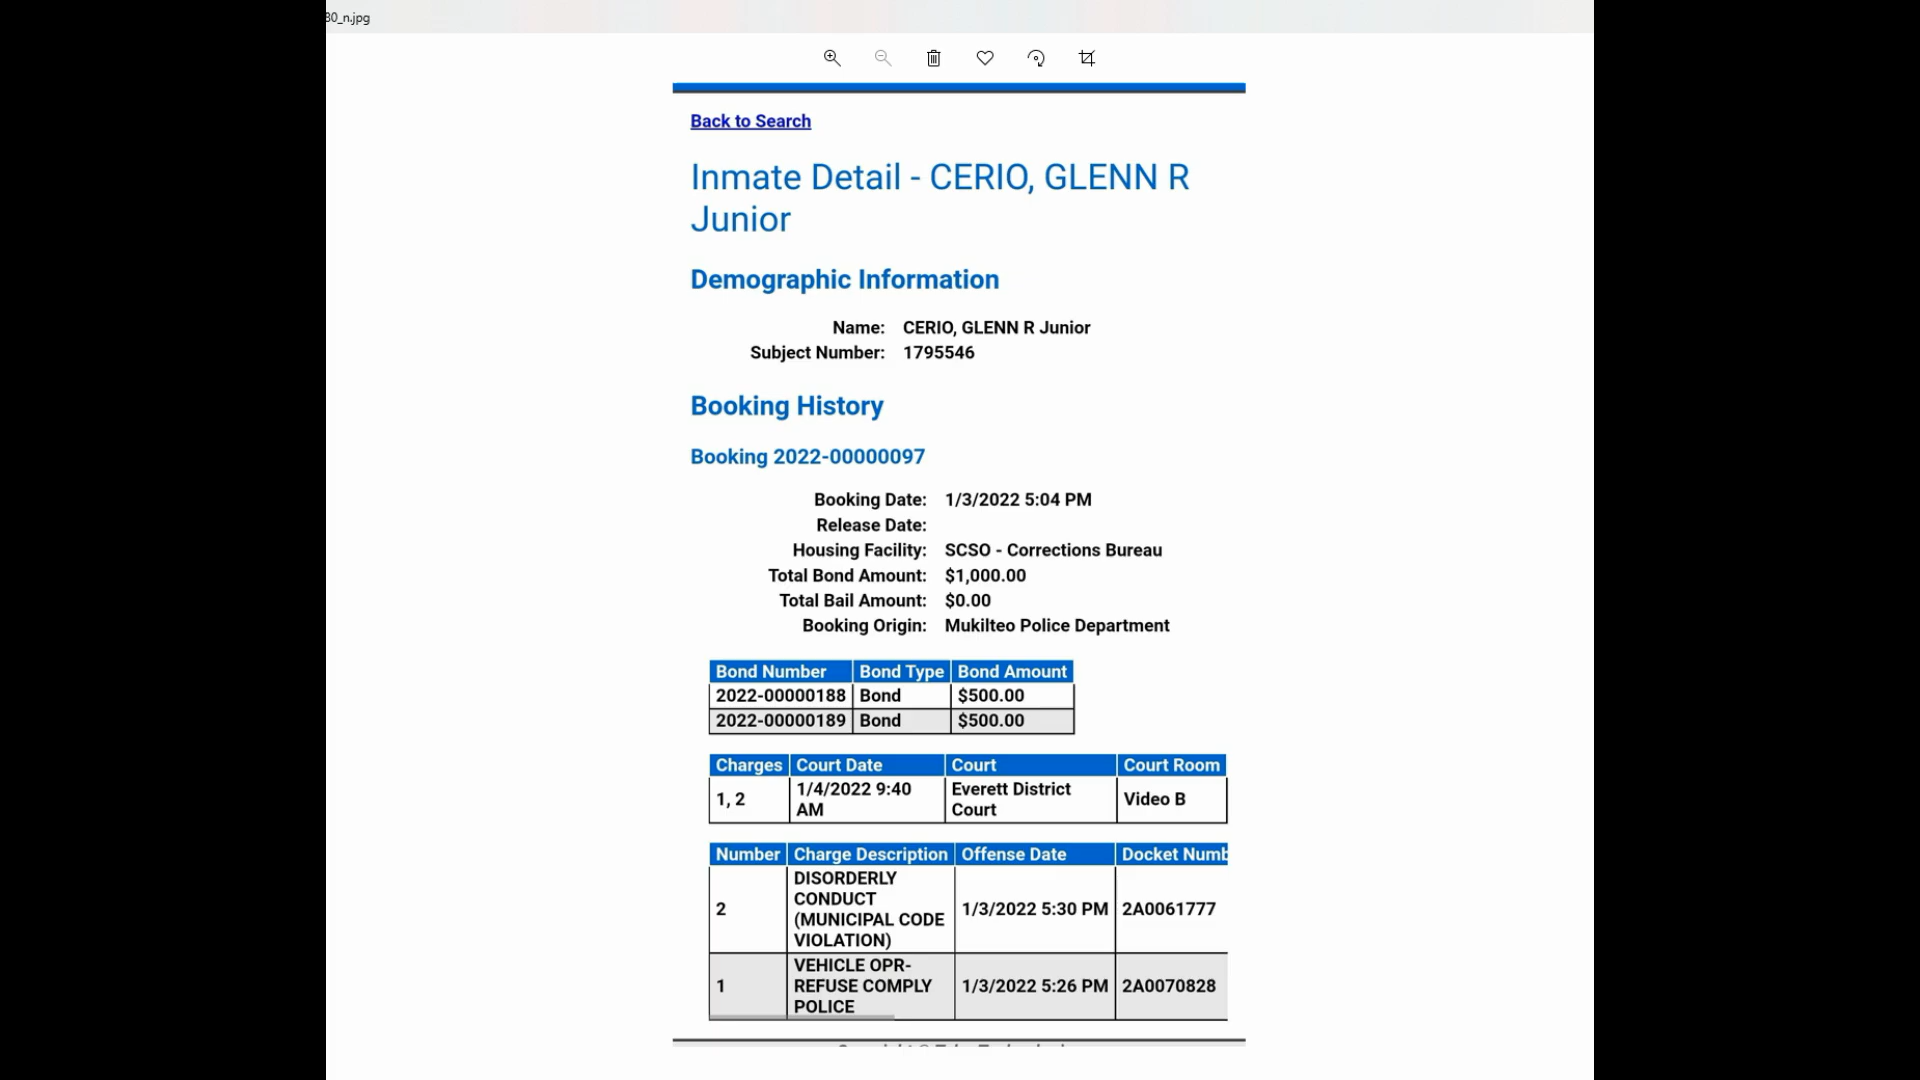 30_n.jpg
Back to Search
Inmate Detail - CERIO, GLENN R
Junior
Demographic Information
Name: CERIO, GLENN R Junior
Subject Number: 1795546
Booking History
Booking 2022-00000097
Booking Date: 1/3/2022 5:04 PM
Release Date:
Housing Facility: SCSO - Corrections Bureau
Total Bond Amount: $1,000.00
Total Bail Amount: $0.00
Booking Origin: Mukilteo Police Department
Bond Number Bond Type Bond Amount
2022-00000188 Bond $500.00
2022-00000189 Bond $500.00
Charges Court Date Court Court Room
1, 2 1/4/2022 9:40 AM Everett District Court Video B
Number Charge Description Offense Date Docket Numb
2 DISORDERLY CONDUCT (MUNICIPAL CODE VIOLATION) 1/3/2022 5:30 PM 2A0061777
1 VEHICLE OPR- REFUSE COMPLY POLICE 1/3/2022 5:26 PM 2A0070828